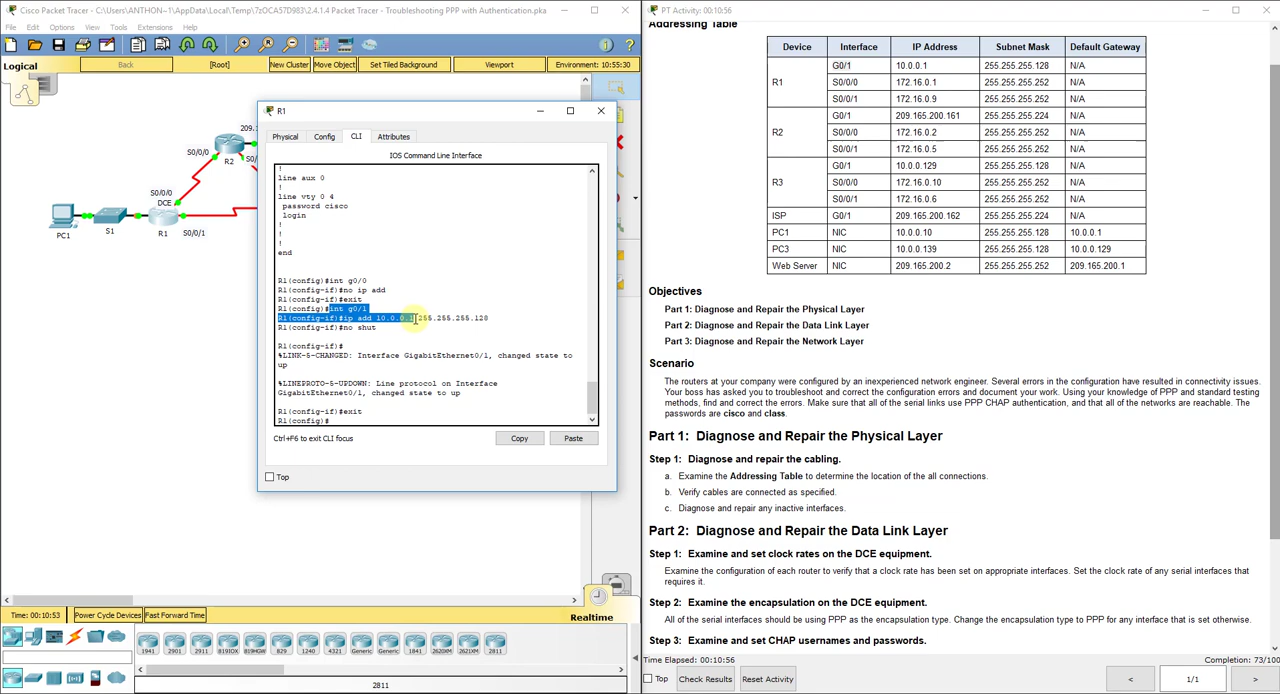 Cisco Packet Tracer - C:\Users\ANTHON~1\AppData\Local\Temp\7zOCA57D983\2.4.1.4 Packet Tracer - Troubleshooting PPP with Authentication.pka
File Edit View Tools Extensions Help
Logical Back [Root] New Cluster Move Object Set Tiled Background Viewport Environment: 10:55:30
209.1
S0/0/0
R2
S0/
S0/0/0
DCE
PC1
S1
R1
S0/0/1
R1
Physical Config CLI Attributes
IOS Command Line Interface
!
line aux 0
!
line vty 0 4
password cisco
login
!
!
!
end
R1(config)#int g0/0
R1(config-if)#no ip add
R1(config-if)#exit
R1(config)#int g0/1
R1(config-if)#ip add 10.0.0.1 255.255.255.128
R1(config-if)#no shut
R1(config-if)#
%LINK-5-CHANGED: Interface GigabitEthernet0/1, changed state to
up
%LINEPROTO-5-UPDOWN: Line protocol on Interface
GigabitEthernet0/1, changed state to up
R1(config-if)#exit
R1(config)#
Ctrl+F6 to exit CLI focus
Copy Paste
Top
Time: 00:10:53 Power Cycle Devices Fast Forward Time Realtime
1941 2901 2911 819IOX 819HGW 829 1240 4321 Generic Generic 1841 2620XM 2621XM 2811
2811
PT Activity: 00:10:56
Addressing Table
Device Interface IP Address Subnet Mask Default Gateway
R1 G0/1 10.0.0.1 255.255.255.128 N/A
S0/0/0 172.16.0.1 255.255.255.252 N/A
S0/0/1 172.16.0.9 255.255.255.252 N/A
R2 G0/1 209.165.200.161 255.255.255.224 N/A
S0/0/0 172.16.0.2 255.255.255.252 N/A
S0/0/1 172.16.0.5 255.255.255.252 N/A
R3 G0/1 10.0.0.129 255.255.255.128 N/A
S0/0/0 172.16.0.10 255.255.255.252 N/A
S0/0/1 172.16.0.6 255.255.255.252 N/A
ISP G0/1 209.165.200.162 255.255.255.224 N/A
PC1 NIC 10.0.0.10 255.255.255.128 10.0.0.1
PC3 NIC 10.0.0.139 255.255.255.128 10.0.0.129
Web Server NIC 209.165.200.2 255.255.255.252 209.165.200.1
Objectives
Part 1: Diagnose and Repair the Physical Layer
Part 2: Diagnose and Repair the Data Link Layer
Part 3: Diagnose and Repair the Network Layer
Scenario
The routers at your company were configured by an inexperienced network engineer. Several errors in the configuration have resulted in connectivity issues.
Your boss has asked you to troubleshoot and correct the configuration errors and document your work. Using your knowledge of PPP and standard testing
methods, find and correct the errors. Make sure that all of the serial links use PPP CHAP authentication, and that all of the networks are reachable. The
passwords are cisco and class.
Part 1: Diagnose and Repair the Physical Layer
Step 1: Diagnose and repair the cabling.
a. Examine the Addressing Table to determine the location of the all connections.
b. Verify cables are connected as specified.
c. Diagnose and repair any inactive interfaces.
Part 2: Diagnose and Repair the Data Link Layer
Step 1: Examine and set clock rates on the DCE equipment.
Examine the configuration of each router to verify that a clock rate has been set on appropriate interfaces. Set the clock rate of any serial interfaces that
requires it.
Step 2: Examine the encapsulation on the DCE equipment.
All of the serial interfaces should be using PPP as the encapsulation type. Change the encapsulation type to PPP for any interface that is set otherwise.
Step 3: Examine and set CHAP usernames and passwords.
Time Elapsed: 00:10:56 Completion: 73/100
Top Check Results Reset Activity < 1/1 >